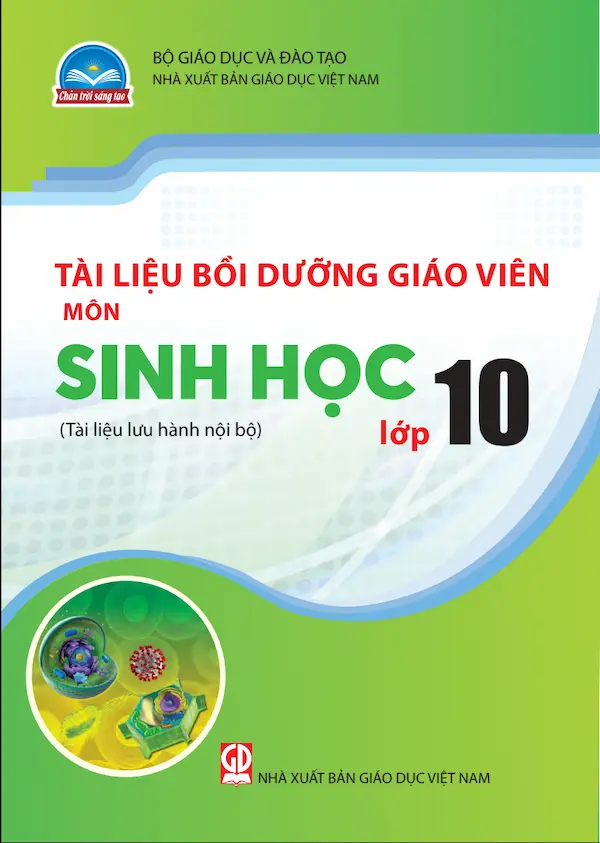 Chân trời sáng tạo
BỘ GIÁO DỤC VÀ ĐÀO TẠO
NHÀ XUẤT BẢN GIÁO DỤC VIỆT NAM
TÀI LIỆU BỒI DƯỠNG GIÁO VIÊN
MÔN
SINH HỌC
lớp 10
(Tài liệu lưu hành nội bộ)
GD
NHÀ XUẤT BẢN GIÁO DỤC VIỆT NAM